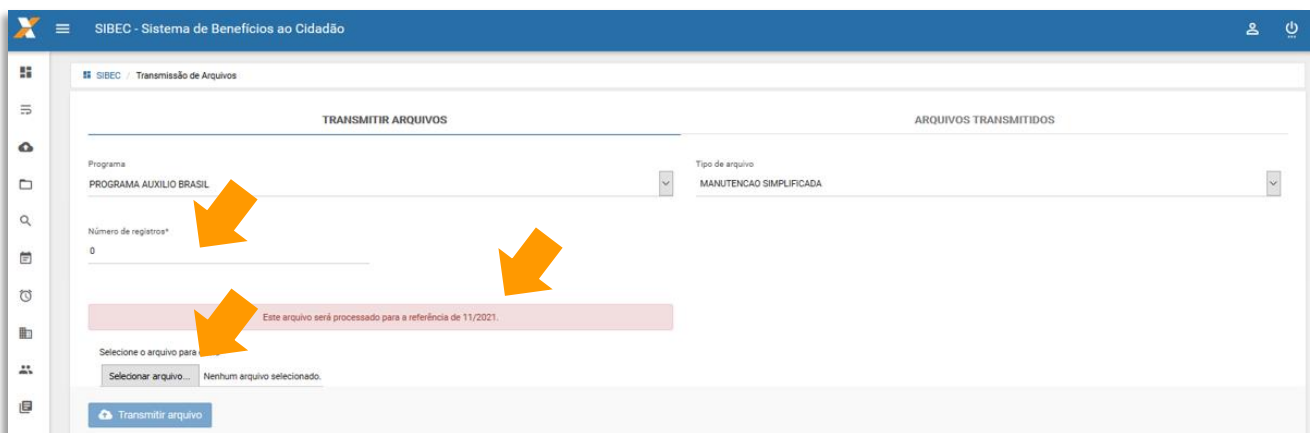 SIBEC - Sistema de Benefícios ao Cidadão
SIBEC / Transmissão de Arquivos
TRANSMITIR ARQUIVOS
ARQUIVOS TRANSMITIDOS
Programa
PROGRAMA AUXILIO BRASIL
Tipo de arquivo
MANUTENCAO SIMPLIFICADA
Número de registros*
0
Este arquivo será processado para a referência de 11/2021.
Selecione o arquivo para
Selecionar arquivo... Nenhum arquivo selecionado.
Transmitir arquivo